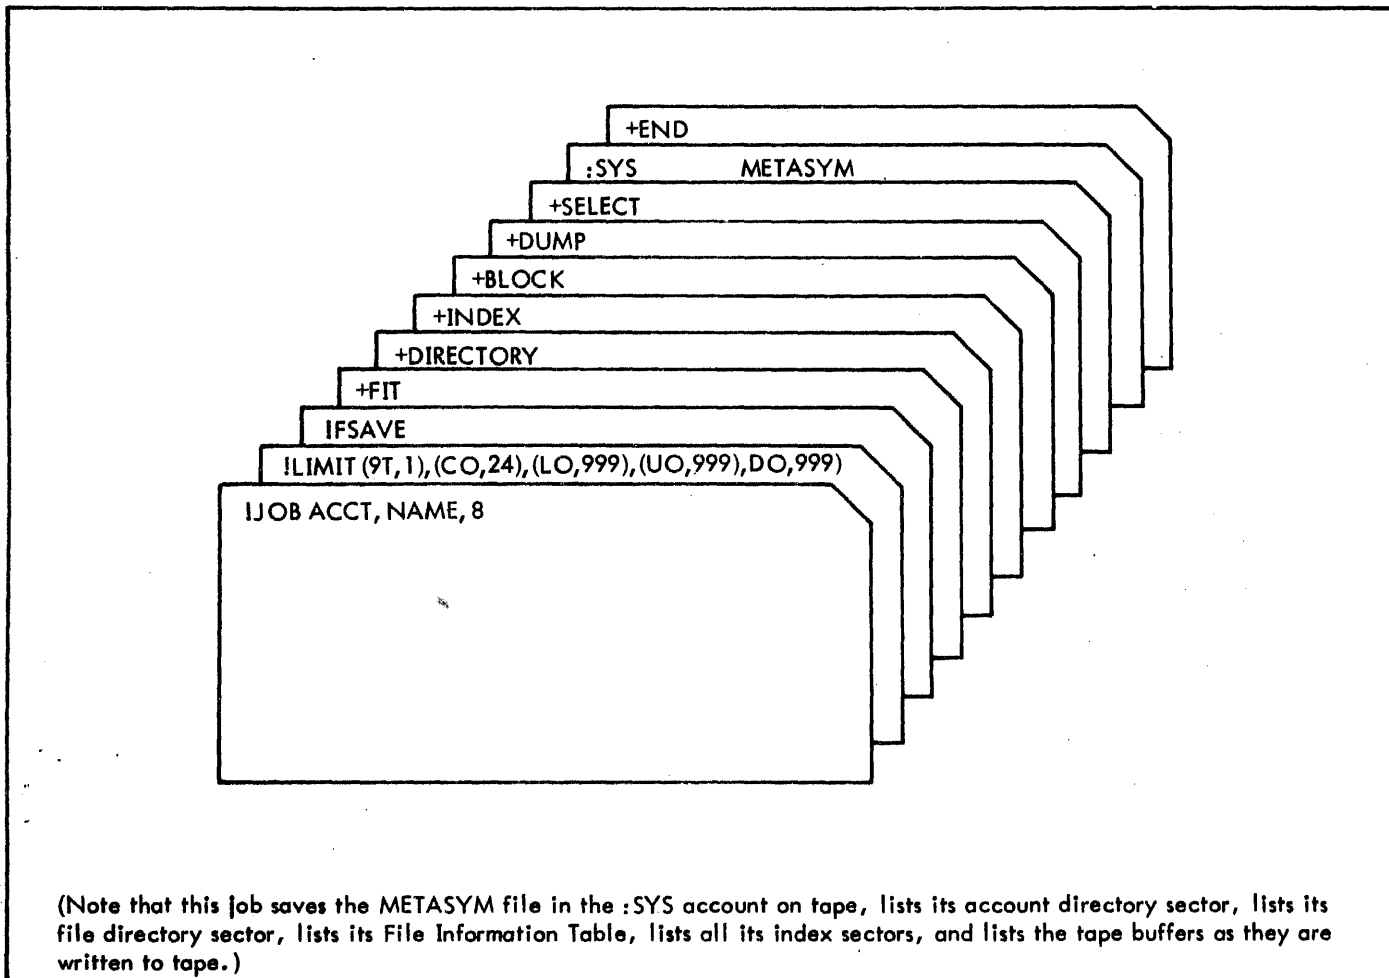 +END
:SYS METASYM
+SELECT
+DUMP
+BLOCK
+INDEX
+DIRECTORY
+FIT
!FSAVE
!LIMIT (9T,1),(CO,24),(LO,999),(UO,999),DO,999)
!JOB ACCT, NAME, 8
(Note that this job saves the METASYM file in the :SYS account on tape, lists its account directory sector, lists its
file directory sector, lists its File Information Table, lists all its index sectors, and lists the tape buffers as they are
written to tape.)